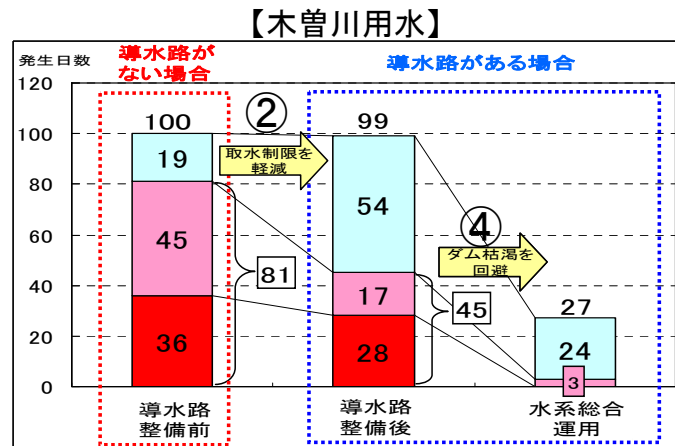 【木曽川用水】
発生日数
導水路が
ない場合
導水路がある場合
120
100
80
60
40
20
0
100
19
45
36
81
②
取水制限を
軽減
99
54
17
28
45
④
ダム枯渇を
回避
27
24
3
導水路
整備前
導水路
整備後
水系総合
運用